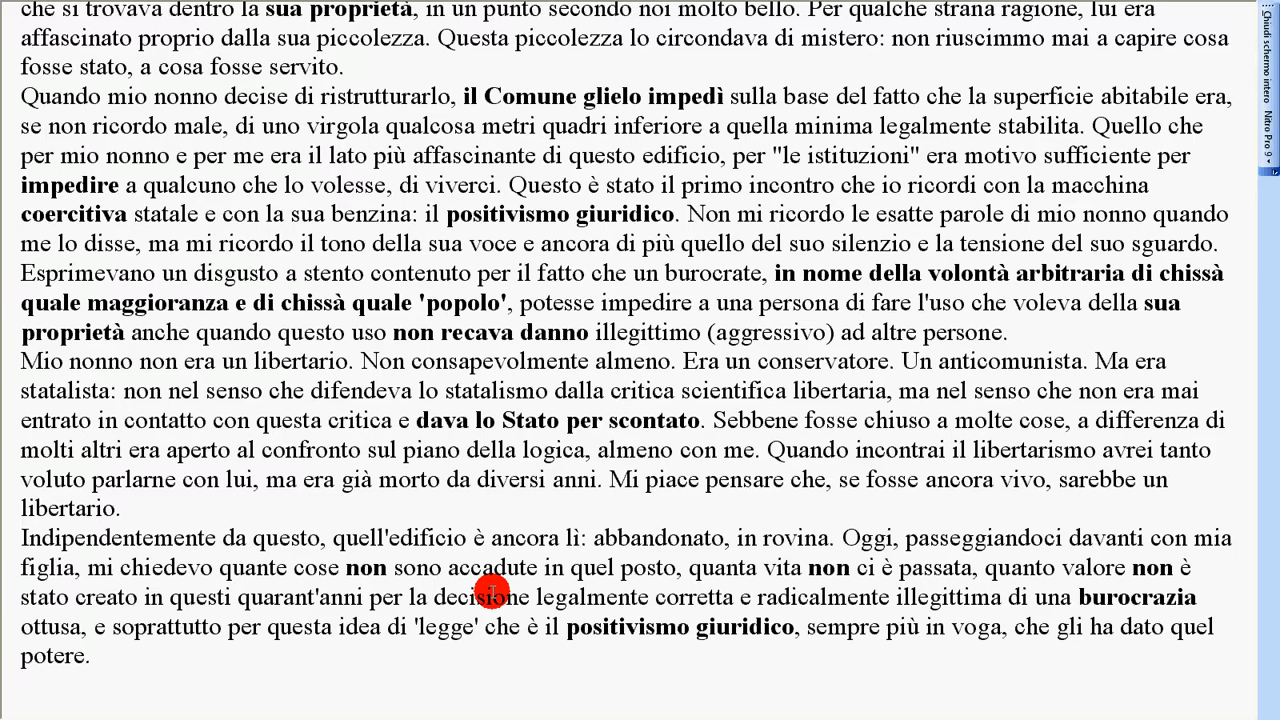 che si trovava dentro la sua proprietà, in un punto secondo noi molto bello. Per qualche strana ragione, lui era
affascinato proprio dalla sua piccolezza. Questa piccolezza lo circondava di mistero: non riuscimmo mai a capire cosa
fosse stato, a cosa fosse servito.
Quando mio nonno decise di ristrutturarlo, il Comune glielo impedì sulla base del fatto che la superficie abitabile era,
se non ricordo male, di uno virgola qualcosa metri quadri inferiore a quella minima legalmente stabilita. Quello che
per mio nonno e per me era il lato più affascinante di questo edificio, per "le istituzioni" era motivo sufficiente per
impedire a qualcuno che lo volesse, di viverci. Questo è stato il primo incontro che io ricordi con la macchina
coercitiva statale e con la sua benzina: il positivismo giuridico. Non mi ricordo le esatte parole di mio nonno quando
me lo disse, ma mi ricordo il tono della sua voce e ancora di più quello del suo silenzio e la tensione del suo sguardo.
Esprimevano un disgusto a stento contenuto per il fatto che un burocrate, in nome della volontà arbitraria di chissà
quale maggioranza e di chissà quale 'popolo', potesse impedire a una persona di fare l'uso che voleva della sua
proprietà anche quando questo uso non recava danno illegittimo (aggressivo) ad altre persone.
Mio nonno non era un libertario. Non consapevolmente almeno. Era un conservatore. Un anticomunista. Ma era
statalista: non nel senso che difendeva lo statalismo dalla critica scientifica libertaria, ma nel senso che non era mai
entrato in contatto con questa critica e dava lo Stato per scontato. Sebbene fosse chiuso a molte cose, a differenza di
molti altri era aperto al confronto sul piano della logica, almeno con me. Quando incontrai il libertarismo avrei tanto
voluto parlarne con lui, ma era già morto da diversi anni. Mi piace pensare che, se fosse ancora vivo, sarebbe un
libertario.
Indipendentemente da questo, quell'edificio è ancora lì: abbandonato, in rovina. Oggi, passeggiandoci davanti con mia
figlia, mi chiedevo quante cose non sono accadute in quel posto, quanta vita non ci è passata, quanto valore non è
stato creato in questi quarant'anni per la decisione legalmente corretta e radicalmente illegittima di una burocrazia
ottusa, e soprattutto per questa idea di 'legge' che è il positivismo giuridico, sempre più in voga, che gli ha dato quel
potere.
Chiudi schermo intero
Nitro Pro 9